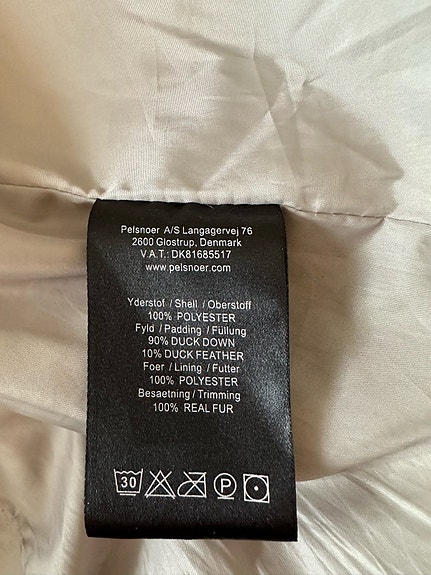 Pelsnoer A/S Langagervej 76
2600 Glostrup, Denmark
V.A.T.: DK81685517
www.pelsnoer.com
Yderstof / Shell / Oberstoff
100% POLYESTER
Fyld / Padding / Füllung
90% DUCK DOWN
10% DUCK FEATHER
Foer / Lining / Futter
100% POLYESTER
Besaetning / Trimming
100% REAL FUR
30 P